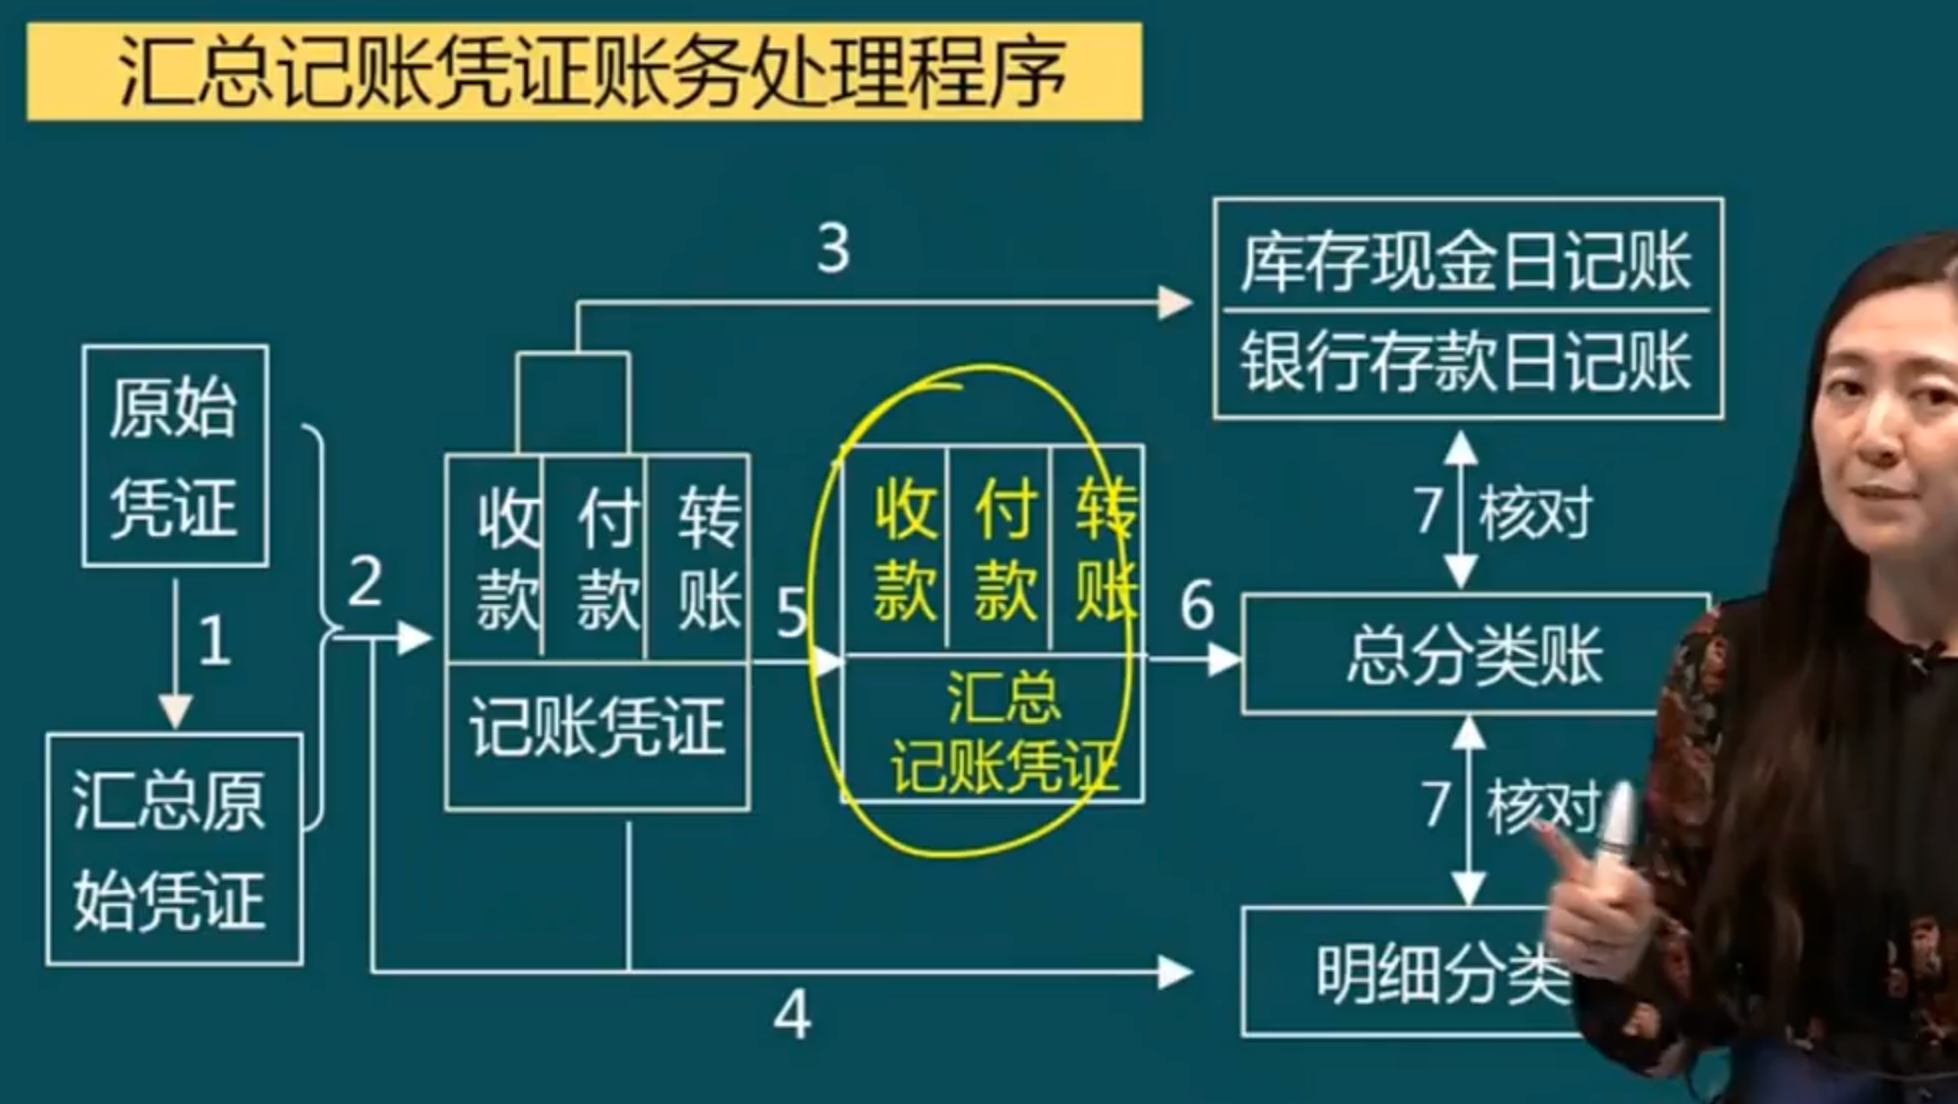 汇总记账凭证账务处理程序
3
库存现金日记账
银行存款日记账
原始
凭证
1
汇总原
始凭证
2
收款
付款
转账
记账凭证
5
收款
付款
转账
汇总
记账凭证
6
7 核对
总分类账
7 核对
明细分类
4